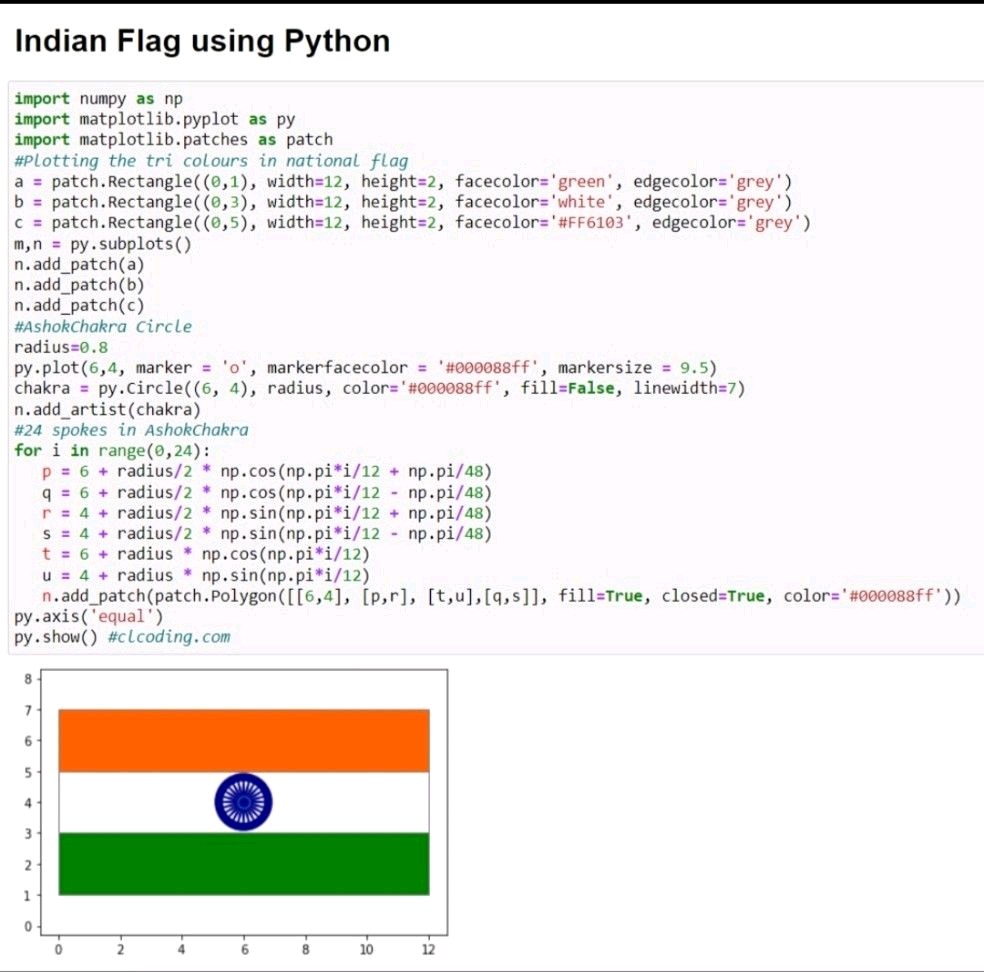 Indian Flag using Python
import numpy as np
import matplotlib.pyplot as py
import matplotlib.patches as patch
#Plotting the tri colours in national flag
a = patch.Rectangle((0,1), width=12, height=2, facecolor='green', edgecolor='grey')
b = patch.Rectangle((0,3), width=12, height=2, facecolor='white', edgecolor='grey')
c = patch.Rectangle((0,5), width=12, height=2, facecolor='#FF6103', edgecolor='grey')
m,n = py.subplots()
n.add_patch(a)
n.add_patch(b)
n.add_patch(c)
#AshokChakra Circle
radius=0.8
py.plot(6,4, marker = 'o', markerfacecolor = '#000088ff', markersize = 9.5)
chakra = py.Circle((6, 4), radius, color='#000088ff', fill=False, linewidth=7)
n.add_artist(chakra)
#24 spokes in AshokChakra
for i in range(0,24):
   p = 6 + radius/2 * np.cos(np.pi*i/12 + np.pi/48)
   q = 6 + radius/2 * np.cos(np.pi*i/12 - np.pi/48)
   r = 4 + radius/2 * np.sin(np.pi*i/12 + np.pi/48)
   s = 4 + radius/2 * np.sin(np.pi*i/12 - np.pi/48)
   t = 6 + radius * np.cos(np.pi*i/12)
   u = 4 + radius * np.sin(np.pi*i/12)
   n.add_patch(patch.Polygon([[6,4], [p,r], [t,u],[q,s]], fill=True, closed=True, color='#000088ff'))
py.axis('equal')
py.show() #clcoding.com
8
7
6
5
4
3
2
1
0
0 2 4 6 8 10 12